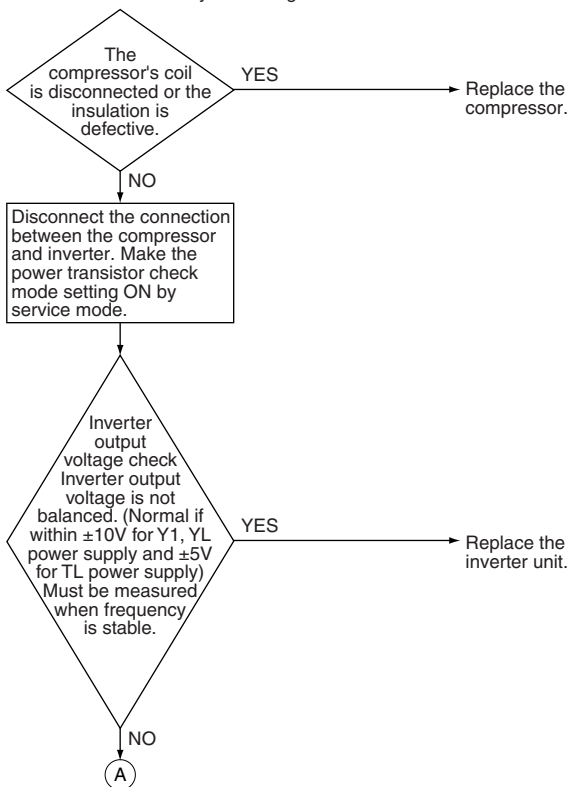 The
compressor's coil
is disconnected or the
insulation is
defective.
YES
Replace the
compressor.
NO
Disconnect the connection
between the compressor
and inverter. Make the
power transistor check
mode setting ON by
service mode.
Inverter
output
voltage check
Inverter output
voltage is not
balanced. (Normal if
within ±10V for Y1, YL
power supply and ±5V
for TL power supply)
Must be measured
when frequency
is stable.
YES
Replace the
inverter unit.
NO
A